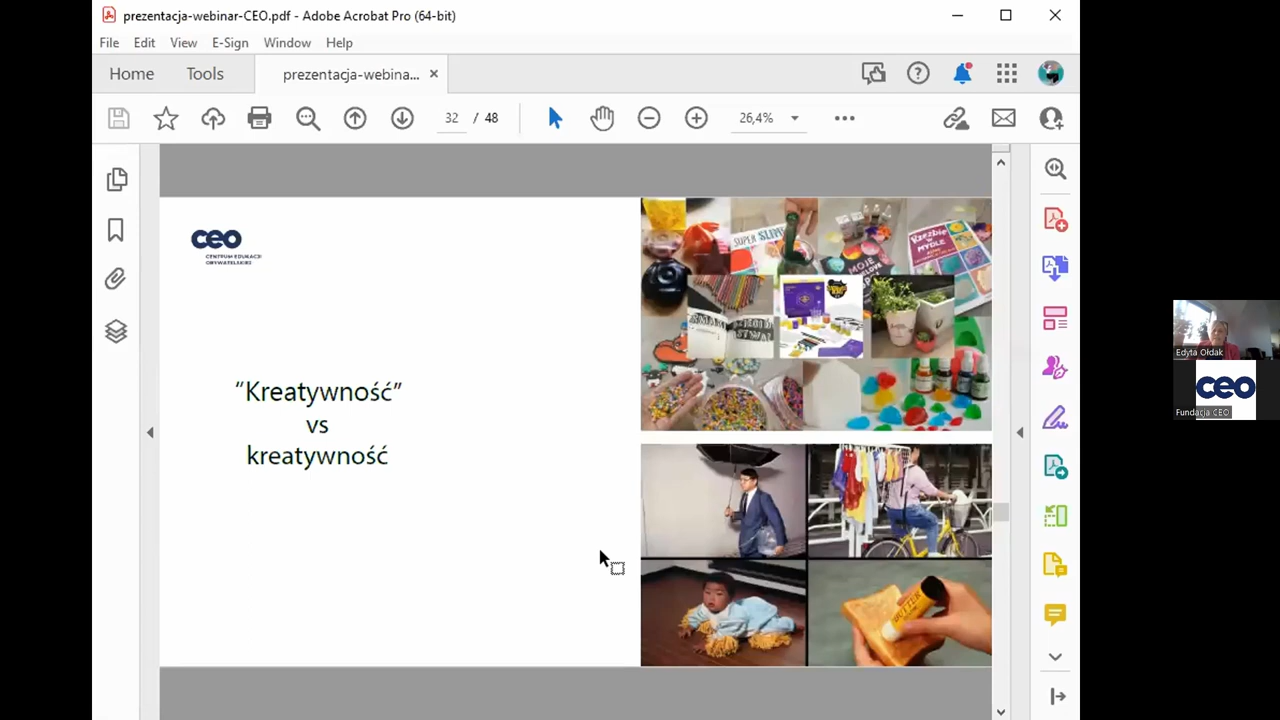 prezentacja-webinar-CEO.pdf - Adobe Acrobat Pro (64-bit)
File Edit View E-Sign Window Help
Home Tools prezentacja-webina... ×
32 / 48 26,4%
ceo
CENTRUM EDUKACJI
OBYWATELSKIEJ
“Kreatywność”
vs
kreatywność
SUPER SLIME
MOJE
Rzeźbie
w
MYDLE
BUTTER
Edyta Ołdak
ceo
Fundacja CEO